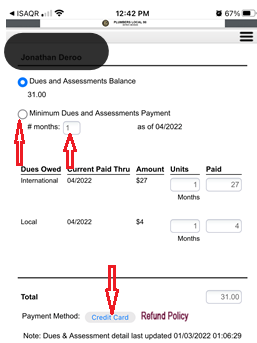 ISAQR 12:42 PM 67%
PLUMBERS LOCAL
Jonathan Deroo
Dues and Assessments Balance
31.00
Minimum Dues and Assessments Payment
# months: 1 as of 04/2022
Dues Owed Current Paid Thru Amount Units Paid
International 04/2022 $27 1 27
Months
Local 04/2022 $4 1 4
Months
Total 31.00
Payment Method: Credit Card Refund Policy
Note: Dues & Assessment detail last updated 01/03/2022 01:06:29